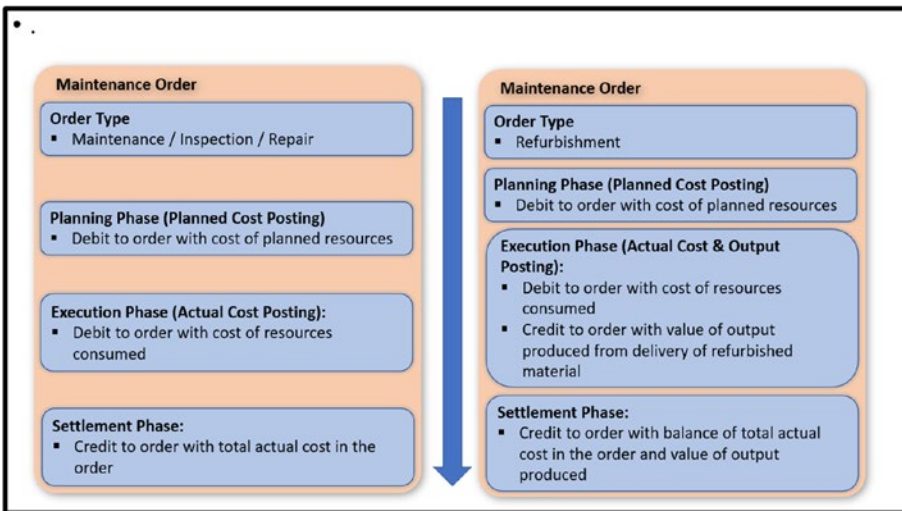 • .
Maintenance Order
Order Type
▪ Maintenance / Inspection / Repair
Planning Phase (Planned Cost Posting)
▪ Debit to order with cost of planned resources
Execution Phase (Actual Cost Posting):
▪ Debit to order with cost of resources
consumed
Settlement Phase:
▪ Credit to order with total actual cost in the
order
Maintenance Order
Order Type
▪ Refurbishment
Planning Phase (Planned Cost Posting)
▪ Debit to order with cost of planned resources
Execution Phase (Actual Cost & Output
Posting):
▪ Debit to order with cost of resources
consumed
▪ Credit to order with value of output
produced from delivery of refurbished
material
Settlement Phase:
▪ Credit to order with balance of total actual
cost in the order and value of output
produced